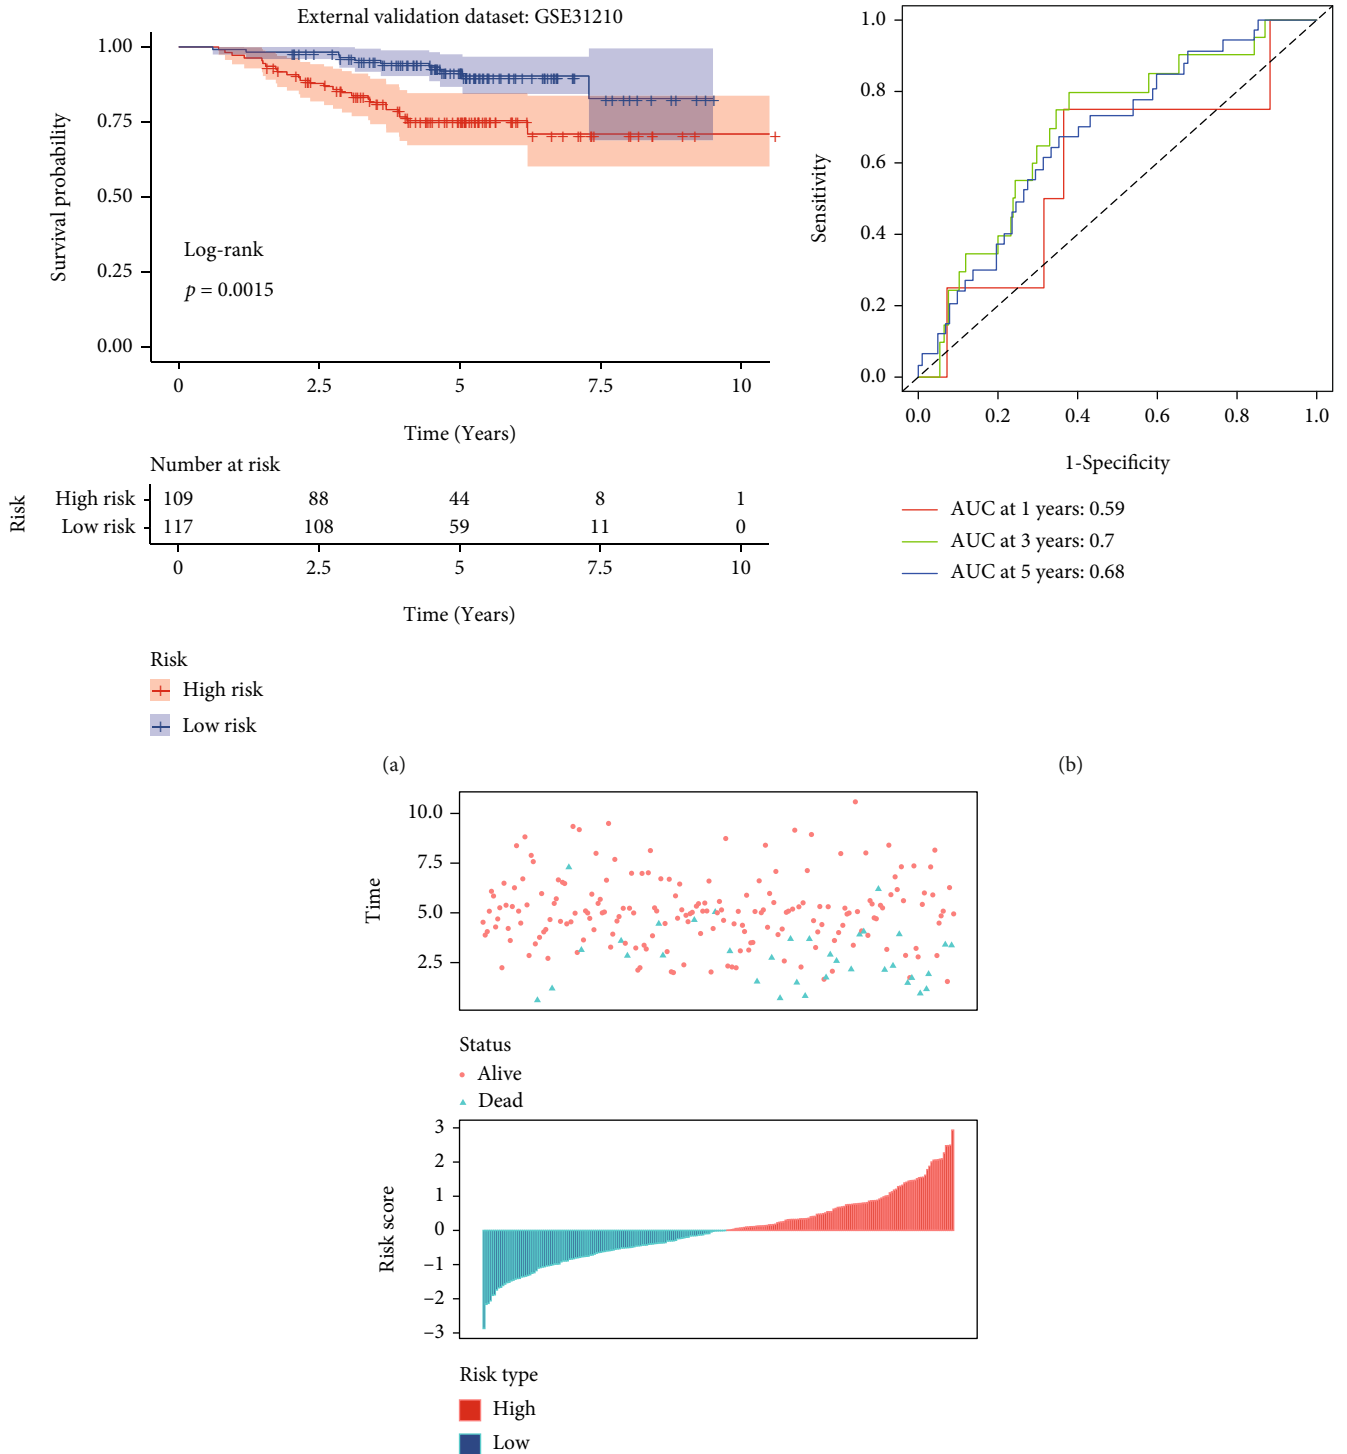 External validation dataset: GSE31210
1.00
0.75
0.50
0.25
0.00
Survival probability
Log-rank
p = 0.0015
0 2.5 5 7.5 10
Time (Years)
Number at risk
Risk
High risk 109 88 44 8 1
Low risk 117 108 59 11 0
0 2.5 5 7.5 10
Time (Years)
Risk
High risk
Low risk
(a)
1.0
0.8
0.6
0.4
0.2
0.0
Sensitivity
0.0 0.2 0.4 0.6 0.8 1.0
1-Specificity
AUC at 1 years: 0.59
AUC at 3 years: 0.7
AUC at 5 years: 0.68
(b)
10.0
7.5
5.0
2.5
Time
Status
Alive
Dead
3
2
1
0
−1
−2
−3
Risk score
Risk type
High
Low